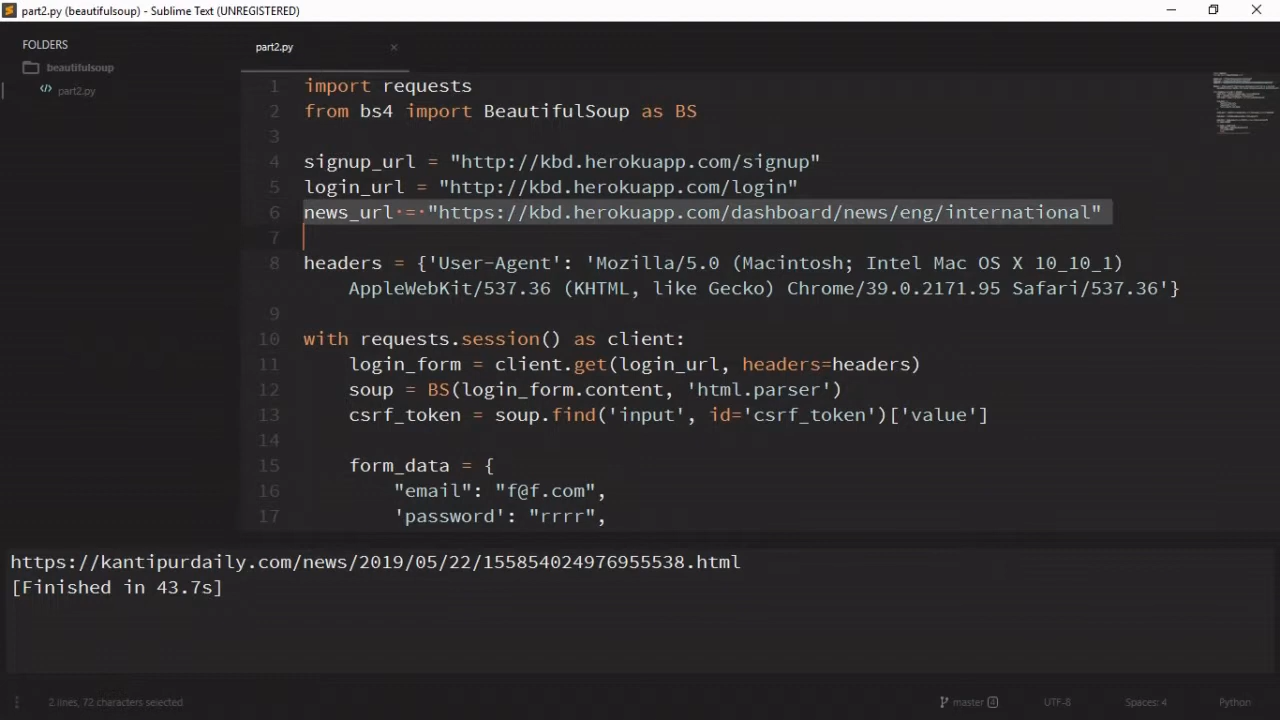 part2.py (beautifulsoup) - Sublime Text (UNREGISTERED)
FOLDERS
beautifulsoup
part2.py
part2.py
1 import requests
2 from bs4 import BeautifulSoup as BS
3
4 signup_url = "http://kbd.herokuapp.com/signup"
5 login_url = "http://kbd.herokuapp.com/login"
6 news_url = "https://kbd.herokuapp.com/dashboard/news/eng/international"
7
8 headers = {'User-Agent': 'Mozilla/5.0 (Macintosh; Intel Mac OS X 10_10_1)
AppleWebKit/537.36 (KHTML, like Gecko) Chrome/39.0.2171.95 Safari/537.36'}
9
10 with requests.session() as client:
11 login_form = client.get(login_url, headers=headers)
12 soup = BS(login_form.content, 'html.parser')
13 csrf_token = soup.find('input', id='csrf_token')['value']
14
15 form_data = {
16 "email": "f@f.com",
17 'password': "rrrr",
https://kantipurdaily.com/news/2019/05/22/155854024976955538.html
[Finished in 43.7s]
2 lines, 72 characters selected
master 4
UTF-8
Spaces: 4
Python